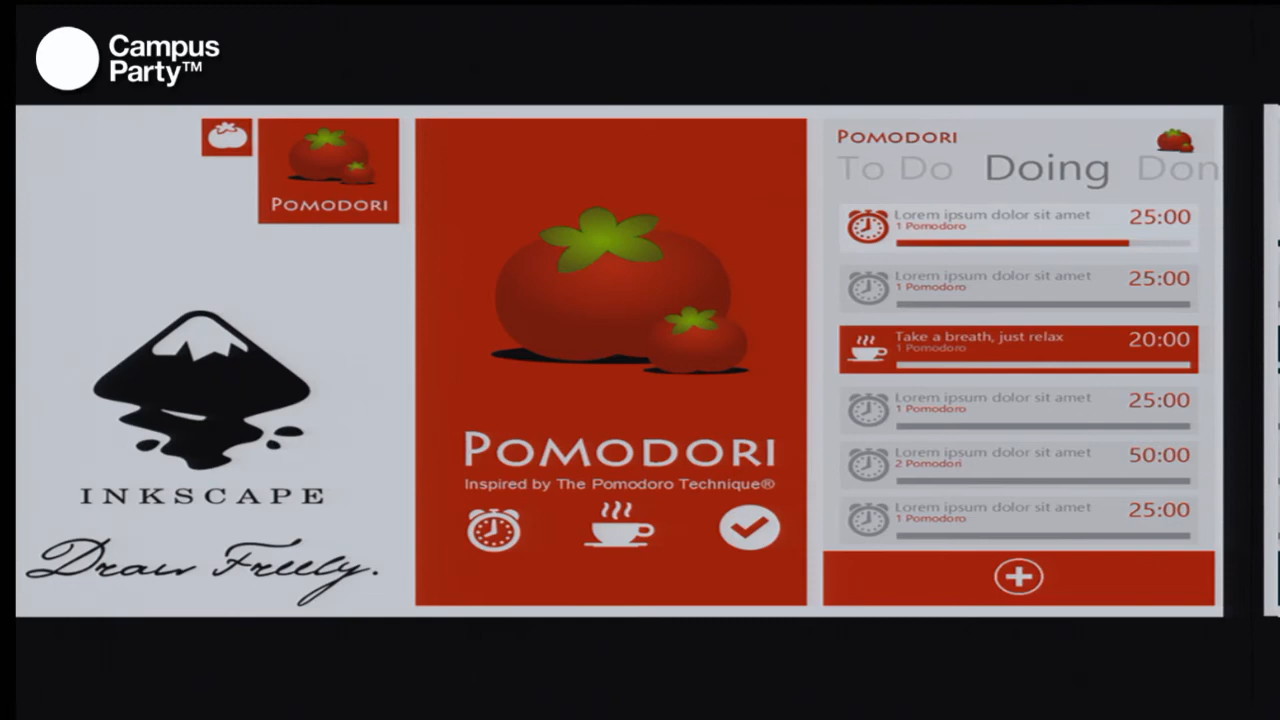 Campus
Party™
POMODORI
INKSCAPE
Draw Freely.
POMODORI
Inspired by The Pomodoro Technique®
POMODORI
To Do Doing Don
Lorem ipsum dolor sit amet 25:00
1 Pomodoro
Lorem ipsum dolor sit amet 25:00
1 Pomodoro
Take a breath, just relax 20:00
1 Pomodoro
Lorem ipsum dolor sit amet 25:00
1 Pomodoro
Lorem ipsum dolor sit amet 50:00
2 Pomodori
Lorem ipsum dolor sit amet 25:00
1 Pomodoro